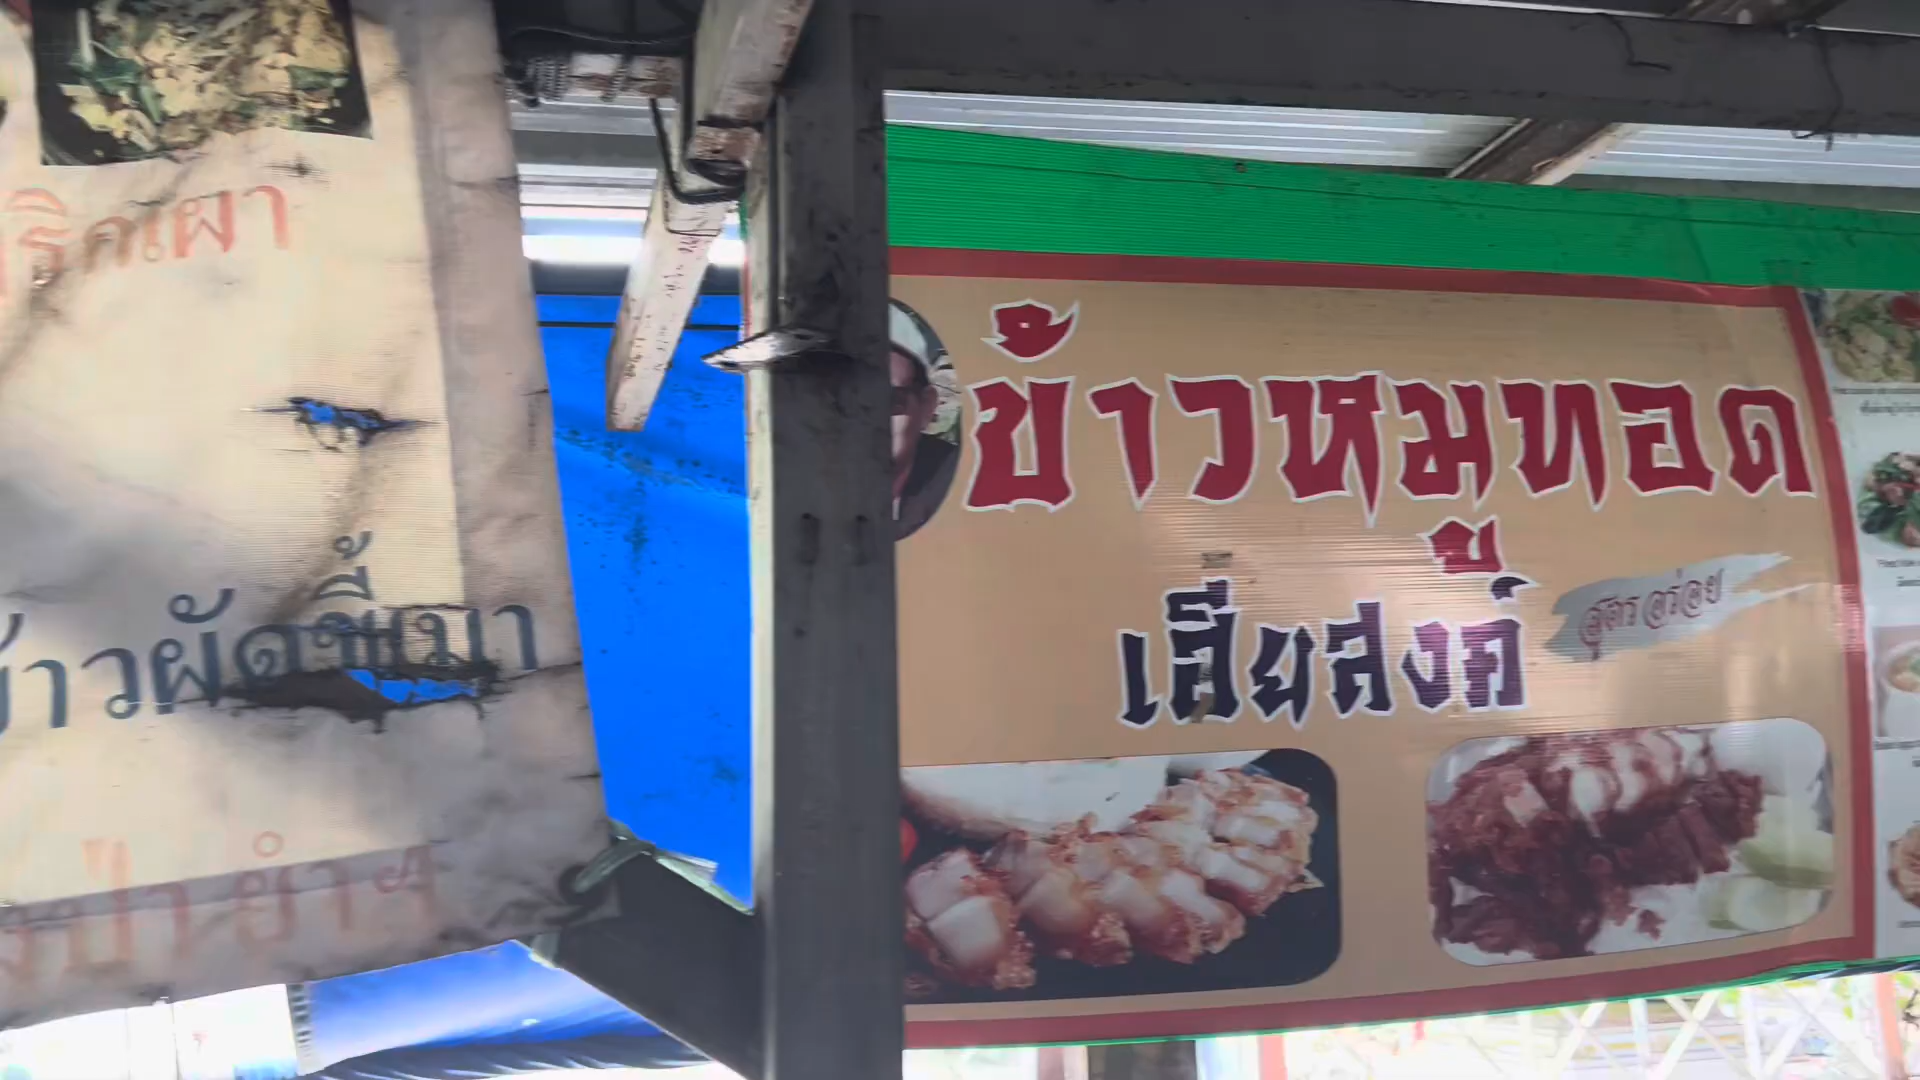 พริกเผา
ข้าวผัดขี้เมา
ข้าวหมูทอด
เฮียสงค์
สูตร อร่อย